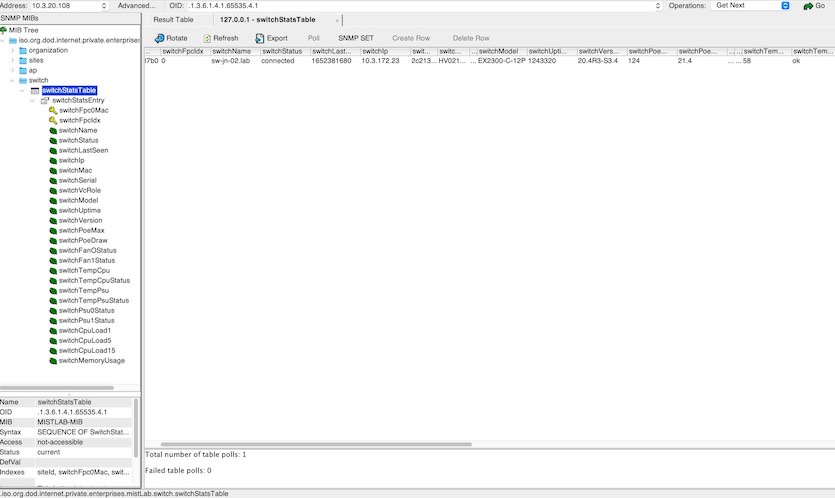 Address: 10.3.20.108 Advanced... OID: .1.3.6.1.4.1.65535.4.1 Operations: Get Next Go
SNMP MIBs
MIB Tree
iso.org.dod.internet.private.enterprises
organization
sites
ap
switch
switchStatsTable
switchStatsEntry
switchFpc0Mac
switchFpcIdx
switchName
switchStatus
switchLastSeen
switchIp
switchMac
switchSerial
switchVcRole
switchModel
switchUptime
switchVersion
switchPoeMax
switchPoeDraw
switchFan0Status
switchFan1Status
switchTempCpu
switchTempCpuStatus
switchTempPsu
switchTempPsuStatus
switchPsu0Status
switchPsu1Status
switchCpuLoad1
switchCpuLoad5
switchCpuLoad15
switchMemoryUsage
Name switchStatsTable
OID .1.3.6.1.4.1.65535.4.1
MIB MISTLAB-MIB
Syntax SEQUENCE OF SwitchStat...
Access not-accessible
Status current
DefVal
Indexes siteId, switchFpc0Mac, swit...
Result Table 127.0.0.1 - switchStatsTable
Rotate Refresh Export Poll SNMP SET Create Row Delete Row
... switchFpcIdx switchName switchStatus switchLast... switchIp swit... switc... ... switchModel switchUpti... switchVers... switchPoe... switchPoe... ... ... switchTem... switchTem...
f7b0 0 sw-jn-02.lab connected 1652381680 10.3.172.23 2c213... HV021... ... EX2300-C-12P 1243320 20.4R3-S3.4 124 21.4 ... ... 58 ok
Total number of table polls: 1
Failed table polls: 0
.iso.org.dod.internet.private.enterprises.mistLab.switch.switchStatsTable